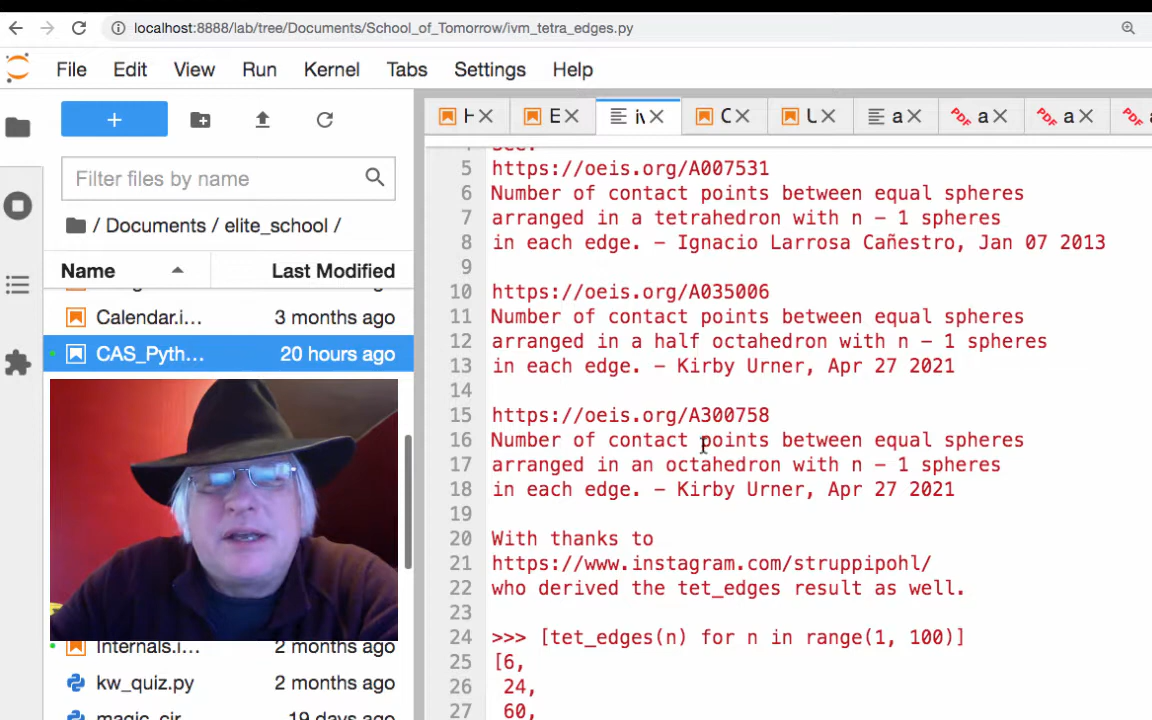 localhost:8888/lab/tree/Documents/School_of_Tomorrow/ivm_tetra_edges.py
File Edit View Run Kernel Tabs Settings Help
+
H
E
iv
C
L
a
PDF a
PDF a
PDF
Filter files by name
/ Documents / elite_school /
Name Last Modified
Calendar.i... 3 months ago
CAS_Pyth... 20 hours ago
Internals.i... 2 months ago
kw_quiz.py 2 months ago
magic_cir 19 days ago
5 https://oeis.org/A007531
6 Number of contact points between equal spheres
7 arranged in a tetrahedron with n - 1 spheres
8 in each edge. - Ignacio Larrosa Cañestro, Jan 07 2013
9
10 https://oeis.org/A035006
11 Number of contact points between equal spheres
12 arranged in a half octahedron with n - 1 spheres
13 in each edge. - Kirby Urner, Apr 27 2021
14
15 https://oeis.org/A300758
16 Number of contact points between equal spheres
17 arranged in an octahedron with n - 1 spheres
18 in each edge. - Kirby Urner, Apr 27 2021
19
20 With thanks to
21 https://www.instagram.com/struppipohl/
22 who derived the tet_edges result as well.
23
24 >>> [tet_edges(n) for n in range(1, 100)]
25 [6,
26 24,
27 60,